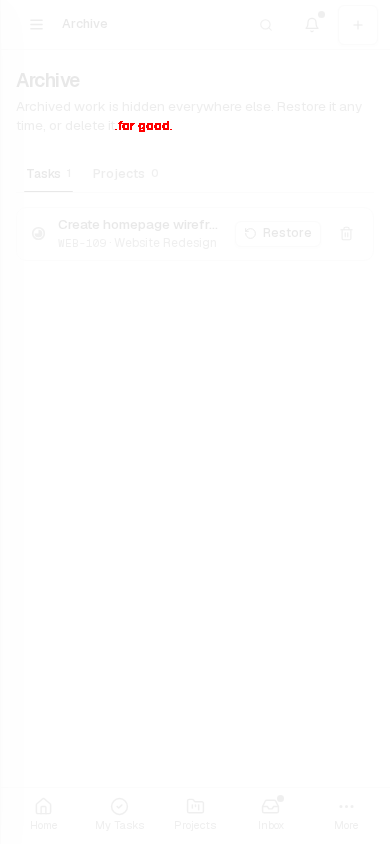 Archive
Archive
Archived work is hidden everywhere else. Restore it any
time, or delete it for good.
Tasks 1
Projects 0
Create homepage wirefr...
Restore
WEB-109 Website Redesign
Home
My Tasks
Projects
Inbox
More